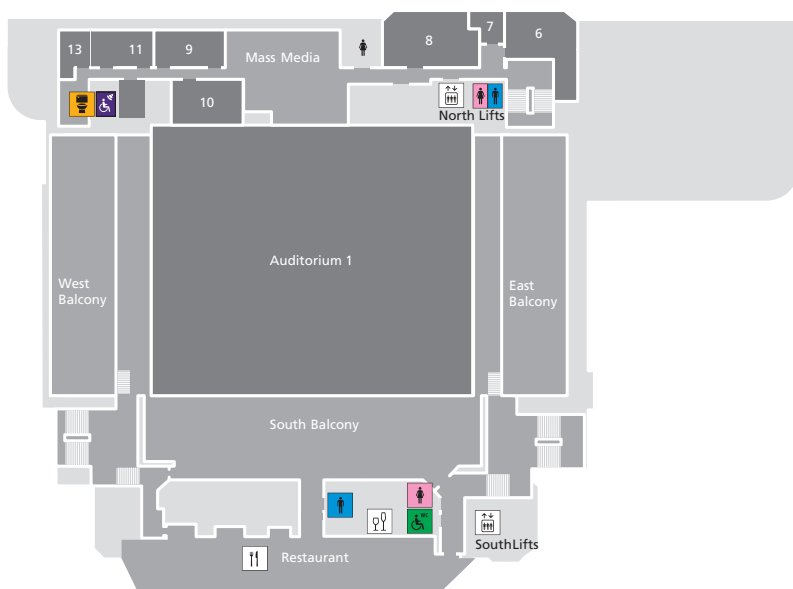 7
6
13
11
9
8
Mass Media
10
North Lifts
Auditorium 1
West
Balcony
East
Balcony
South Balcony
WC
SouthLifts
Restaurant